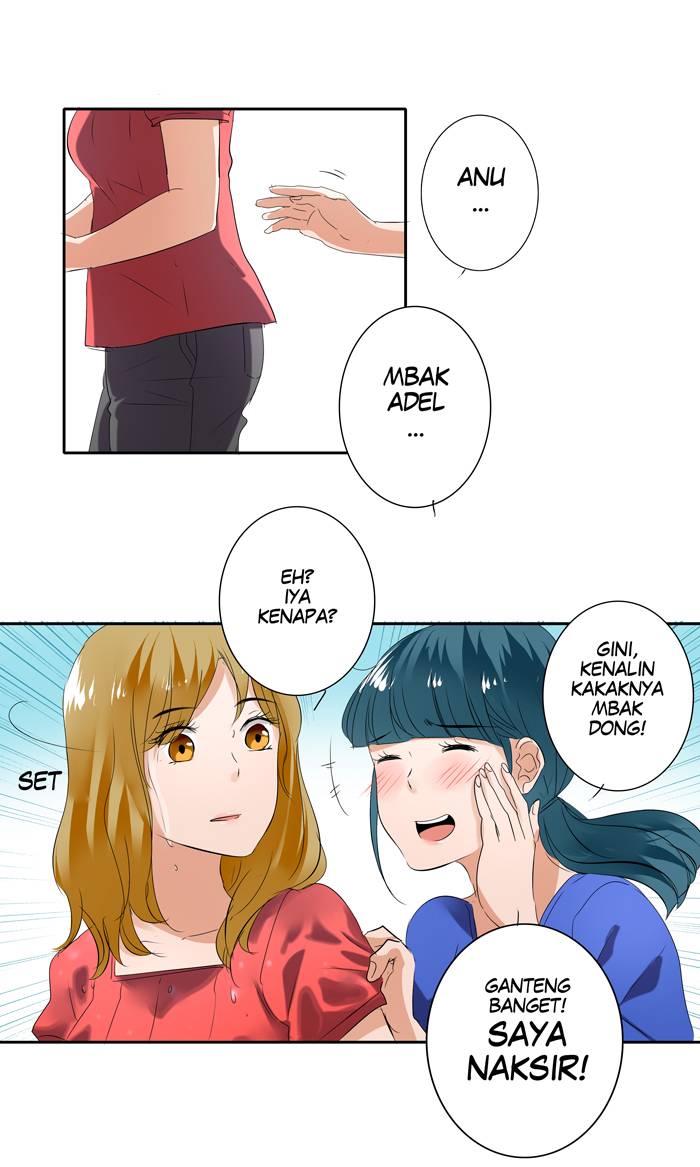 ANU
...
MBAK
ADEL
...
EH?
IYA
KENAPA?
GINI,
KENALIN
KAKAKNYA
MBAK
DONG!
SET
GANTENG
BANGET!
SAYA
NAKSIR!